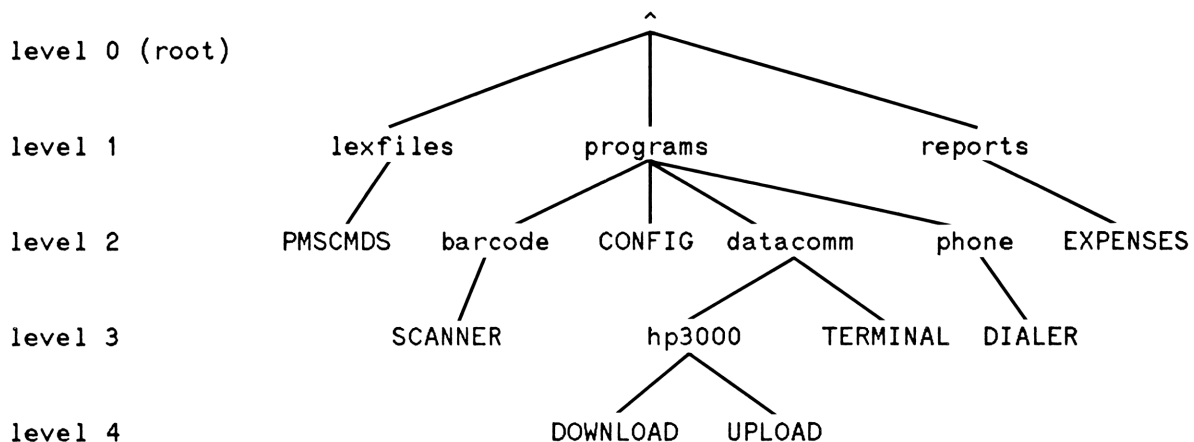 ^
level 0 (root)
level 1 lexfiles programs reports
level 2 PMSCMDS barcode CONFIG datacomm phone EXPENSES
level 3 SCANNER hp3000 TERMINAL DIALER
level 4 DOWNLOAD UPLOAD